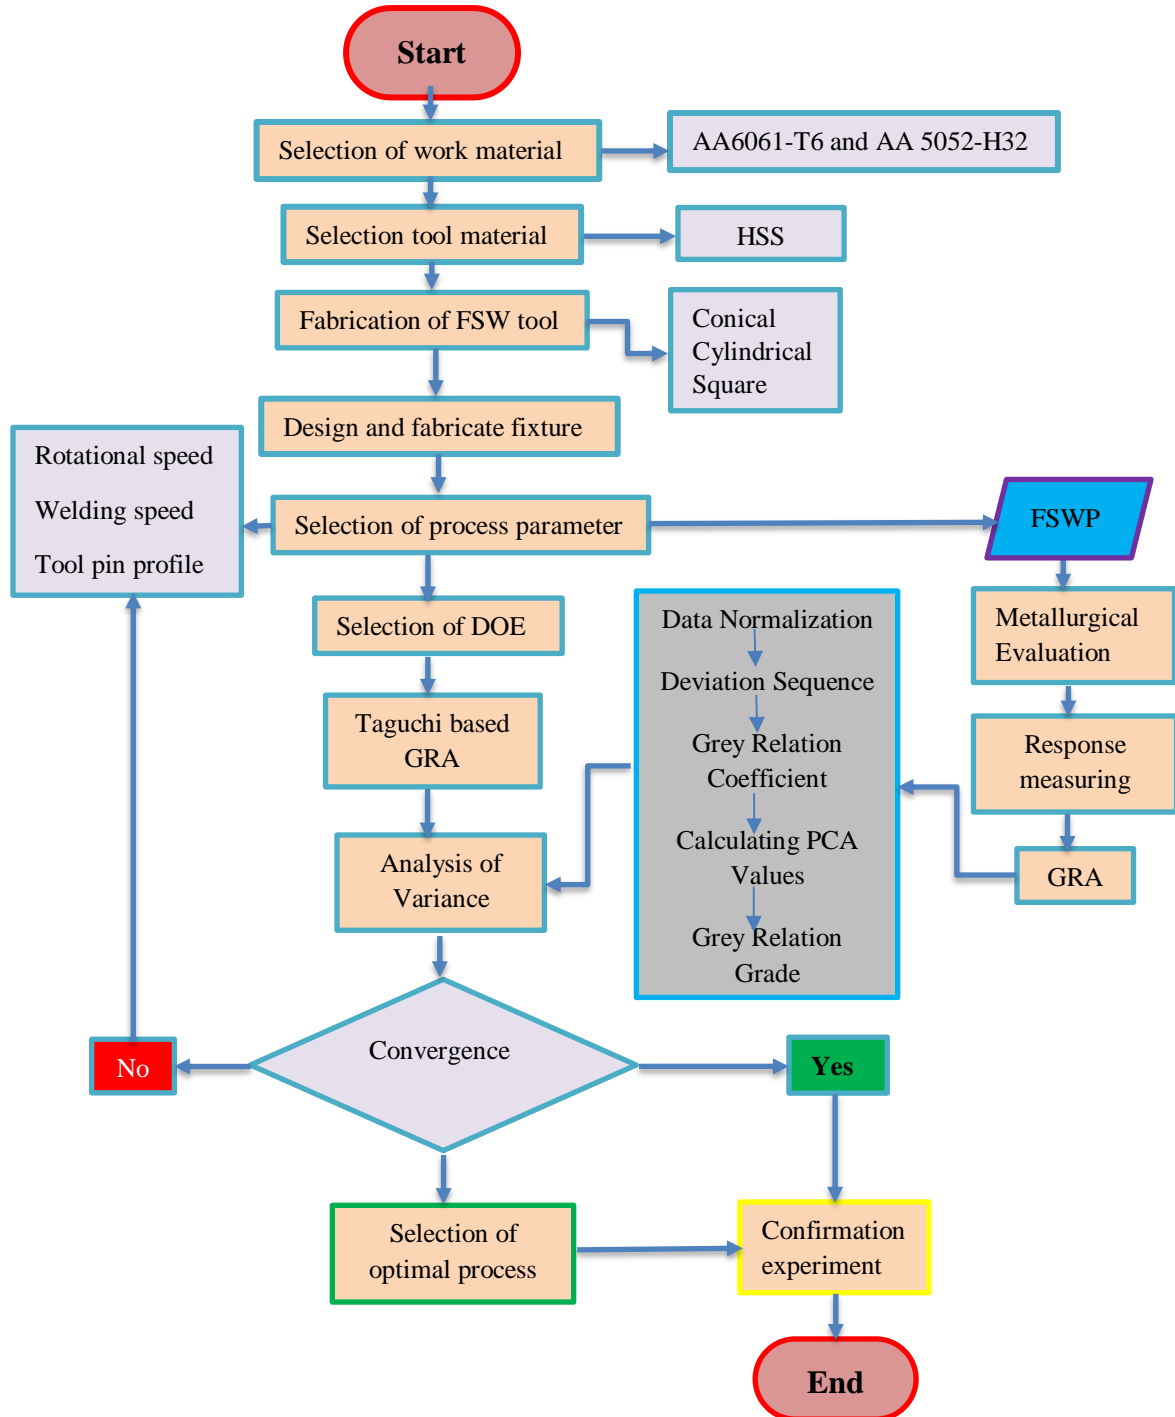 Start
Selection of work material
AA6061-T6 and AA 5052-H32
Selection tool material
HSS
Fabrication of FSW tool
Conical
Cylindrical
Square
Design and fabricate fixture
Rotational speed
Welding speed
Tool pin profile
Selection of process parameter
FSWP
Selection of DOE
Metallurgical
Evaluation
Taguchi based
GRA
Response
measuring
Data Normalization
Deviation Sequence
Grey Relation
Coefficient
Calculating PCA
Values
Grey Relation
Grade
GRA
Analysis of
Variance
Convergence
No
Yes
Selection of
optimal process
Confirmation
experiment
End